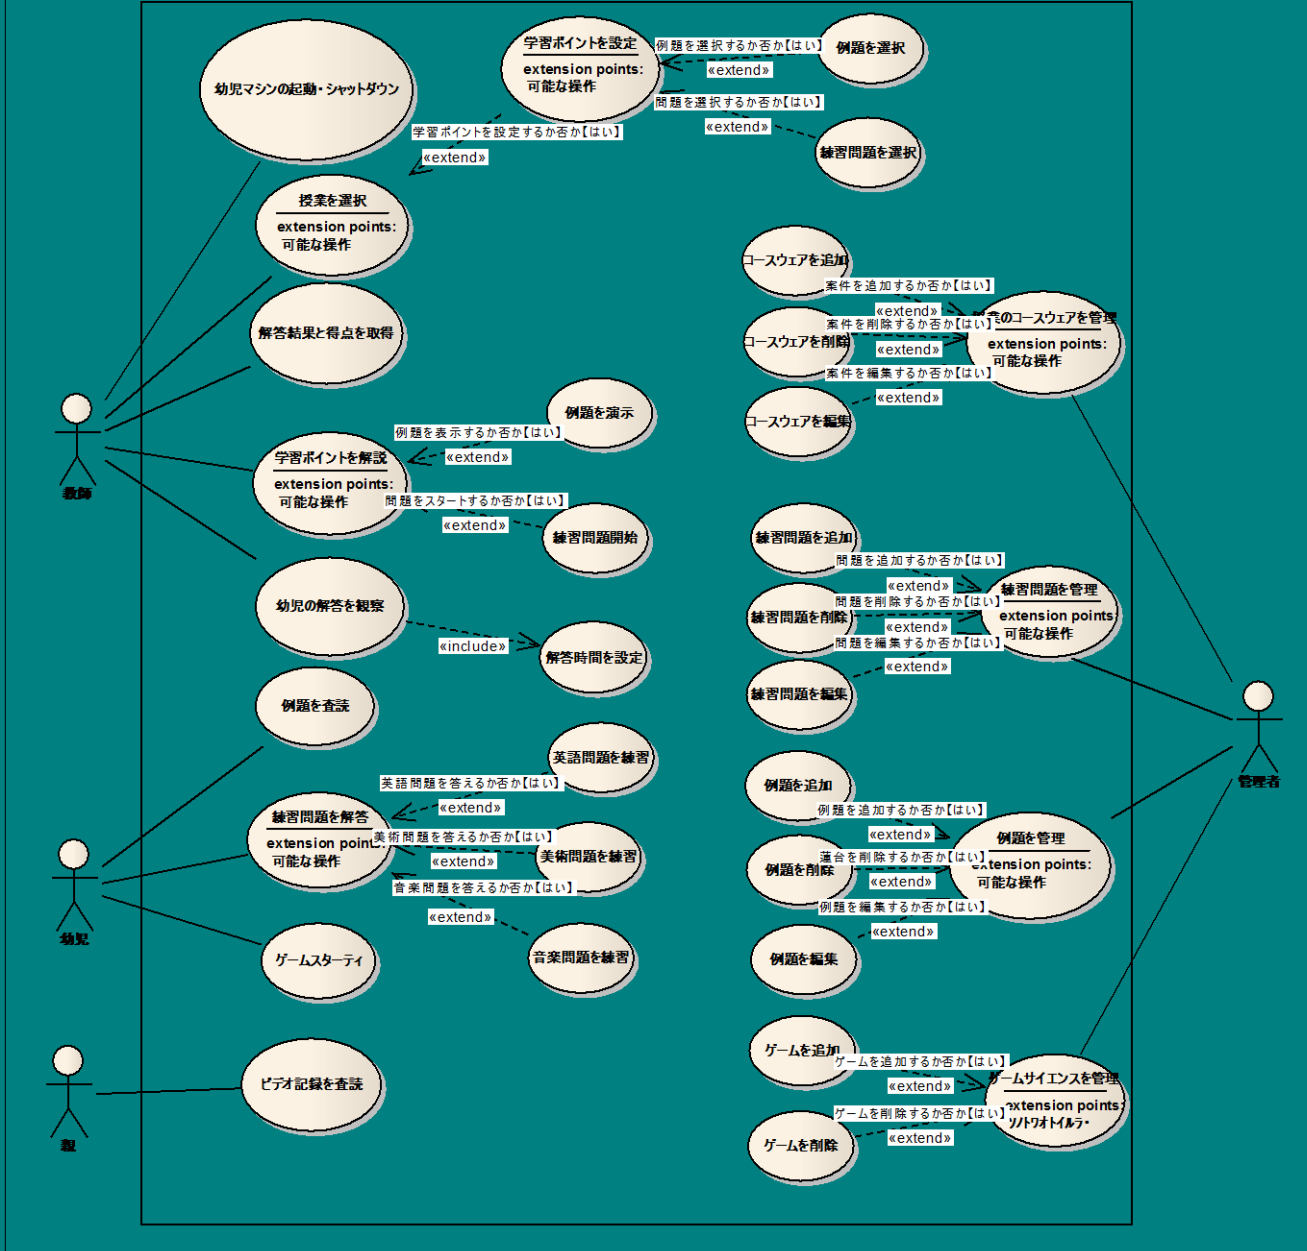 幼児マシンの起動・シャットダウン
学習ポイントを設定
extension points:
可能な操作
例題を選択するか否か【はい】
«extend»
例題を選択
問題を選択するか否か【はい】
«extend»
練習問題を選択
学習ポイントを設定するか否か【はい】
«extend»
授業を選択
extension points:
可能な操作
解答結果と得点を取得
教師
学習ポイントを解説
extension points:
可能な操作
例題を表示するか否か【はい】
«extend»
例題を演示
問題をスタートするか否か【はい】
«extend»
練習問題開始
幼児の解答を観察
«include»
解答時間を設定
例題を査読
英語問題を練習
英語問題を答えるか否か【はい】
«extend»
練習問題を解答
extension points:
可能な操作
美術問題を答えるか否か【はい】
«extend»
美術問題を練習
音楽問題を答えるか否か【はい】
«extend»
音楽問題を練習
幼児
ゲームスターティ
親
ビデオ記録を査読
コースウェアを追加
案件を追加するか否か【はい】
«extend»
コースウェアを削除
案件を削除するか否か【はい】
«extend»
案件を編集するか否か【はい】
«extend»
コースウェアを編集
業のコースウェアを管理
extension points:
可能な操作
練習問題を追加
問題を追加するか否か【はい】
«extend»
練習問題を削除
問題を削除するか否か【はい】
«extend»
問題を編集するか否か【はい】
«extend»
練習問題を編集
練習問題を管理
extension points:
可能な操作
管理者
例題を追加
例題を追加するか否か【はい】
«extend»
例題を削除
蓮台を削除するか否か【はい】
«extend»
例題を編集するか否か【はい】
«extend»
例題を編集
例題を管理
extension points:
可能な操作
ゲームを追加
ゲームを追加するか否か【はい】
«extend»
ゲームを削除するか否か【はい】
«extend»
ゲームを削除
ゲームサイエンスを管理
extension points: